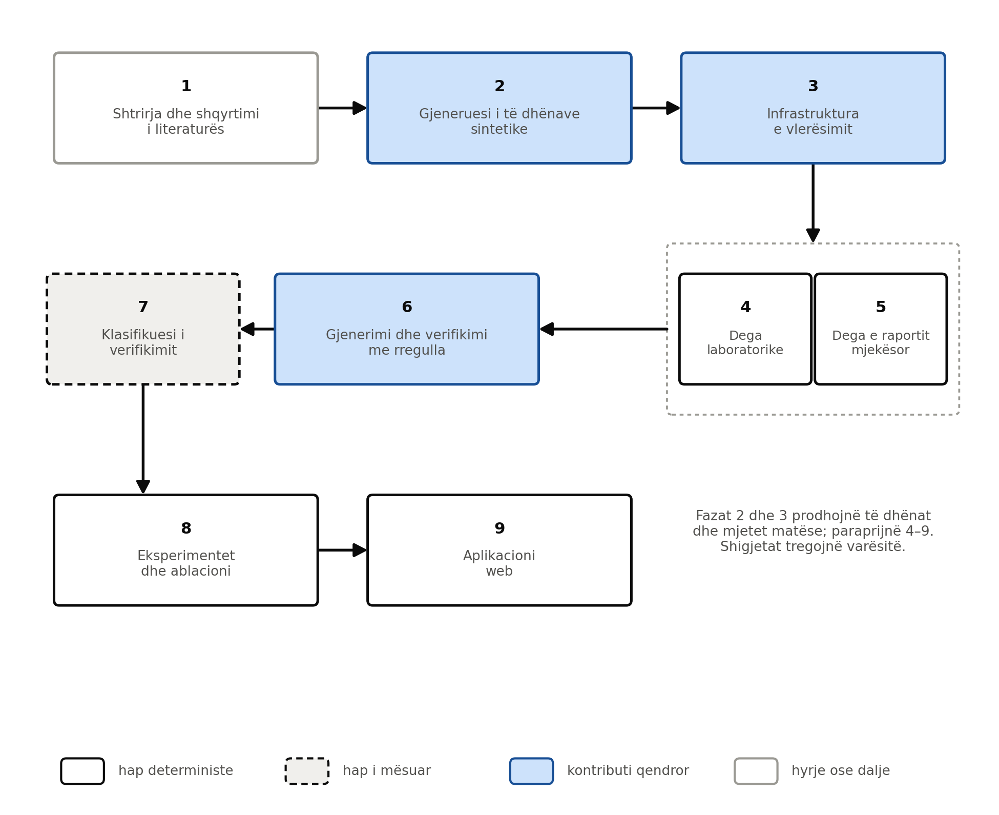 1
Shtrirja dhe shqyrtimi
i literaturës
2
Gjeneruesi i të dhënave
sintetike
3
Infrastruktura
e vlerësimit
7
Klasifikuesi i
verifikimit
6
Gjenerimi dhe verifikimi
me rregulla
4
Dega
laboratorike
5
Dega e raportit
mjekësor
8
Eksperimentet
dhe ablacioni
9
Aplikacioni
web
Fazat 2 dhe 3 prodhojnë të dhënat
dhe mjetet matëse; paraprijnë 4–9.
Shigjetat tregojnë varësitë.
hap deterministe
hap i mësuar
kontributi qendror
hyrje ose dalje